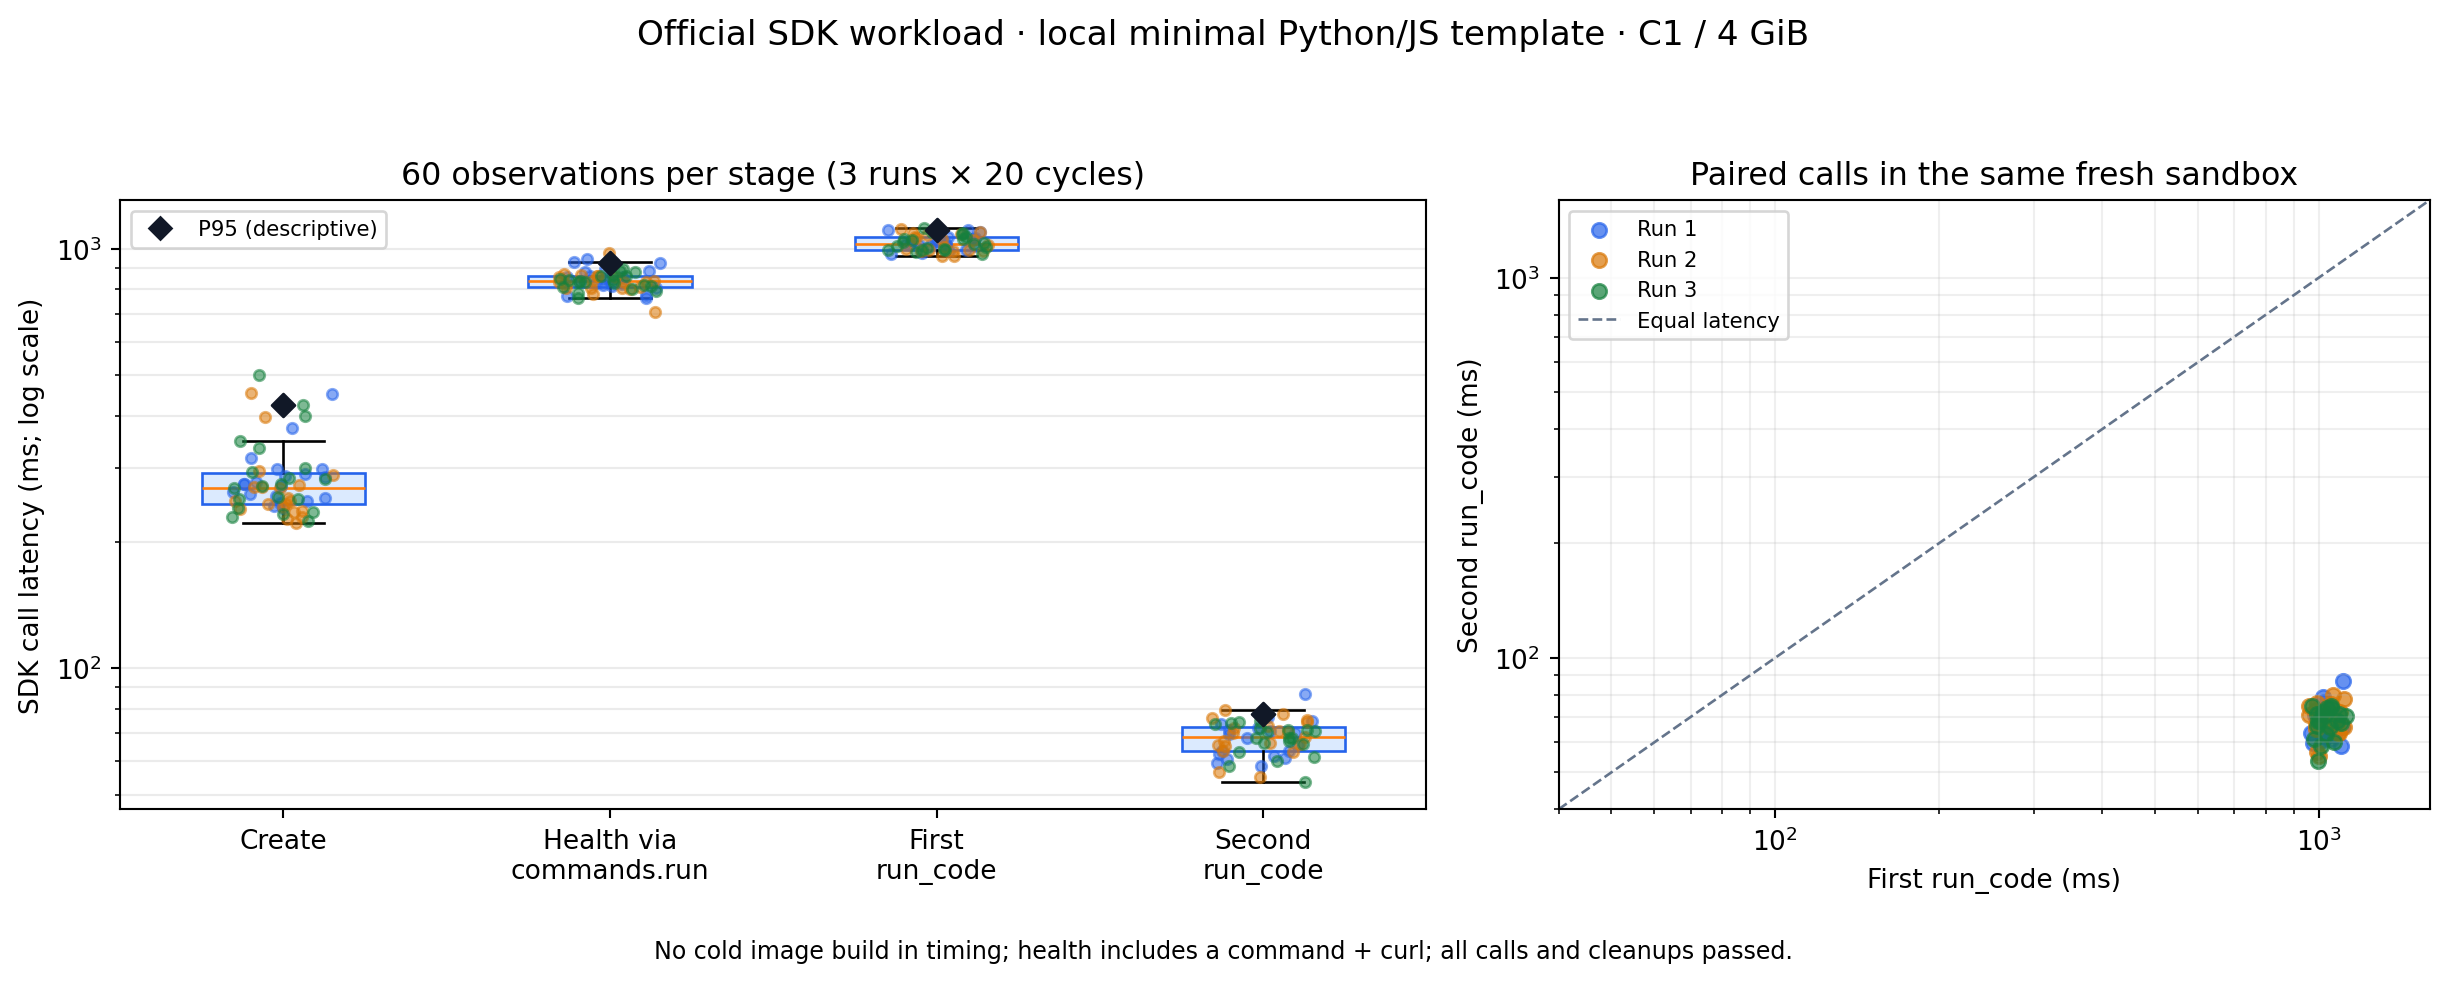 Official SDK workload · local minimal Python/JS template · C1 / 4 GiB
60 observations per stage (3 runs × 20 cycles)
P95 (descriptive)
SDK call latency (ms; log scale)
10³
10²
Create
Health via
commands.run
First
run_code
Second
run_code
Paired calls in the same fresh sandbox
Run 1
Run 2
Run 3
Equal latency
Second run_code (ms)
10³
10²
10²
10³
First run_code (ms)
No cold image build in timing; health includes a command + curl; all calls and cleanups passed.